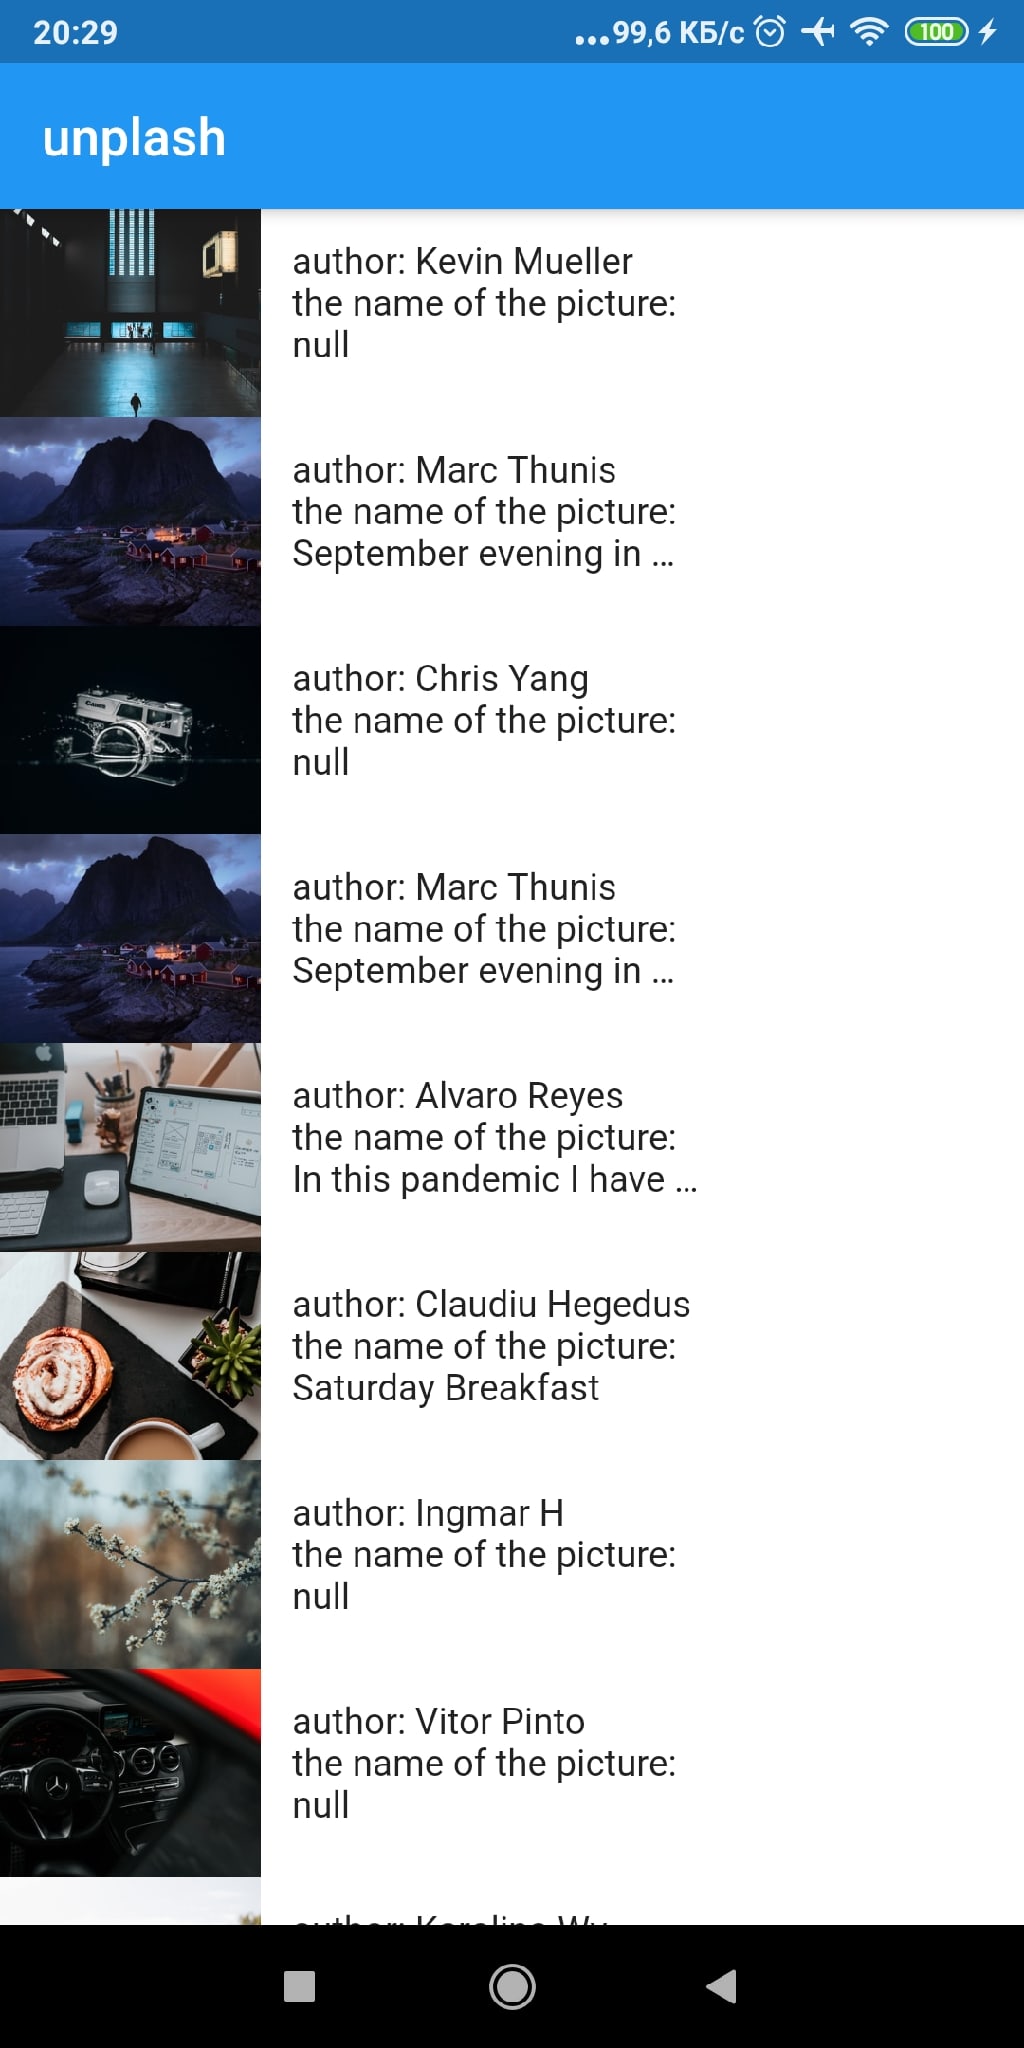 20:29
...99,6 КБ/с
100
unplash
author: Kevin Mueller
the name of the picture:
null
author: Marc Thunis
the name of the picture:
September evening in ...
Canon
author: Chris Yang
the name of the picture:
null
author: Marc Thunis
the name of the picture:
September evening in ...
author: Alvaro Reyes
the name of the picture:
In this pandemic I have ...
author: Claudiu Hegedus
the name of the picture:
Saturday Breakfast
author: Ingmar H
the name of the picture:
null
author: Vitor Pinto
the name of the picture:
null
author: Karolina